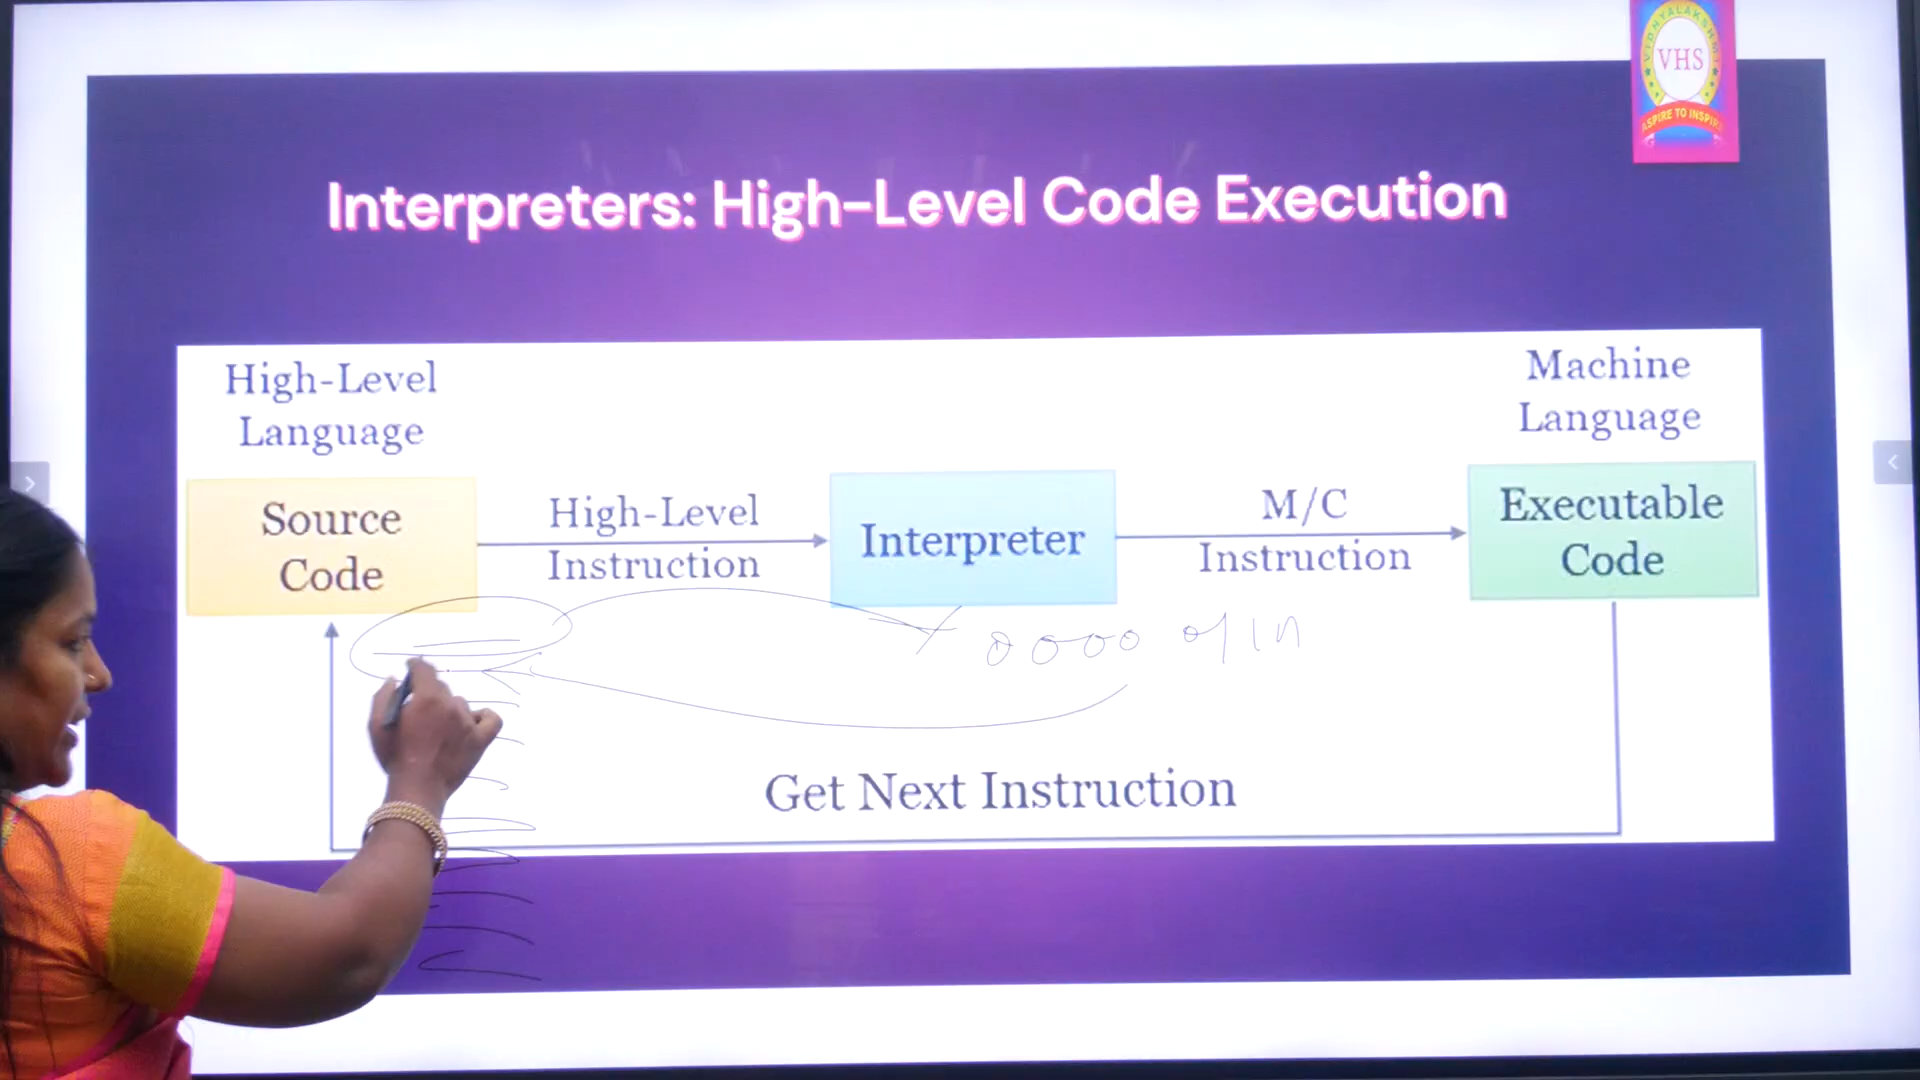 VIDNYALAKSHMI
VHS
ASPIRE TO INSPIRE
Interpreters: High-Level Code Execution
High-Level
Language
Machine
Language
Source
Code
High-Level
Instruction
Interpreter
M/C
Instruction
Executable
Code
0000
Get Next Instruction